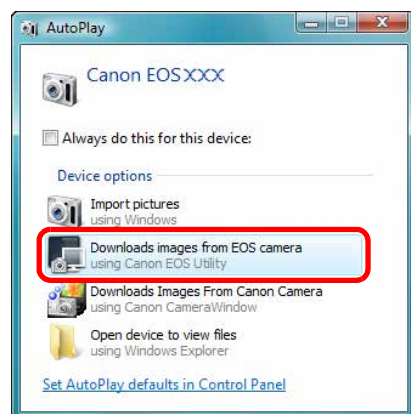 AutoPlay
Canon EOS XXX
Always do this for this device:
Device options
Import pictures
using Windows
Downloads images from EOS camera
using Canon EOS Utility
Downloads Images From Canon Camera
using Canon CameraWindow
Open device to view files
using Windows Explorer
Set AutoPlay defaults in Control Panel